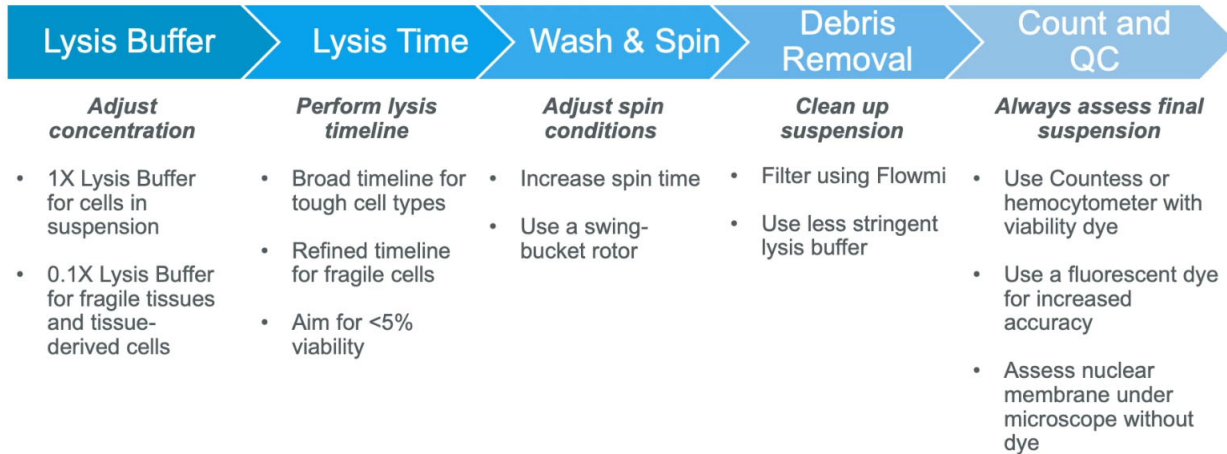 Lysis Buffer
Lysis Time
Wash & Spin
Debris
Removal
Count and
QC
Adjust
concentration
• 1X Lysis Buffer
for cells in
suspension
• 0.1X Lysis Buffer
for fragile tissues
and tissue-
derived cells
Perform lysis
timeline
• Broad timeline for
tough cell types
• Refined timeline
for fragile cells
• Aim for <5%
viability
Adjust spin
conditions
• Increase spin time
• Use a swing-
bucket rotor
Clean up
suspension
• Filter using Flowmi
• Use less stringent
lysis buffer
Always assess final
suspension
• Use Countess or
hemocytometer with
viability dye
• Use a fluorescent dye
for increased
accuracy
• Assess nuclear
membrane under
microscope without
dye